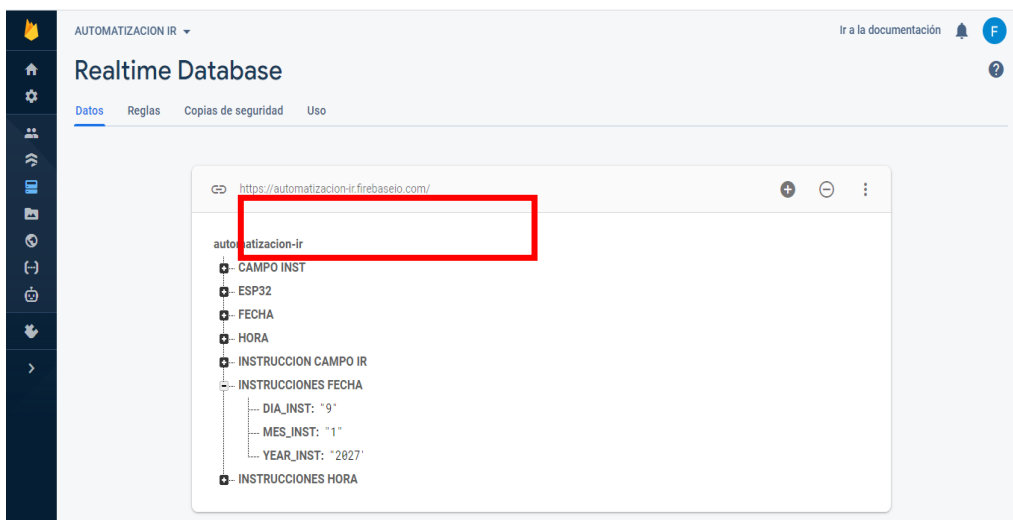 AUTOMATIZACION IR
Ir a la documentación
F
Realtime Database
?
Datos Reglas Copias de seguridad Uso
https://automatizacion-ir.firebaseio.com/
automatizacion-ir
CAMPO INST
ESP32
FECHA
HORA
INSTRUCCION CAMPO IR
INSTRUCCIONES FECHA
DIA_INST: "9"
MES_INST: "1"
YEAR_INST: "2027'
INSTRUCCIONES HORA